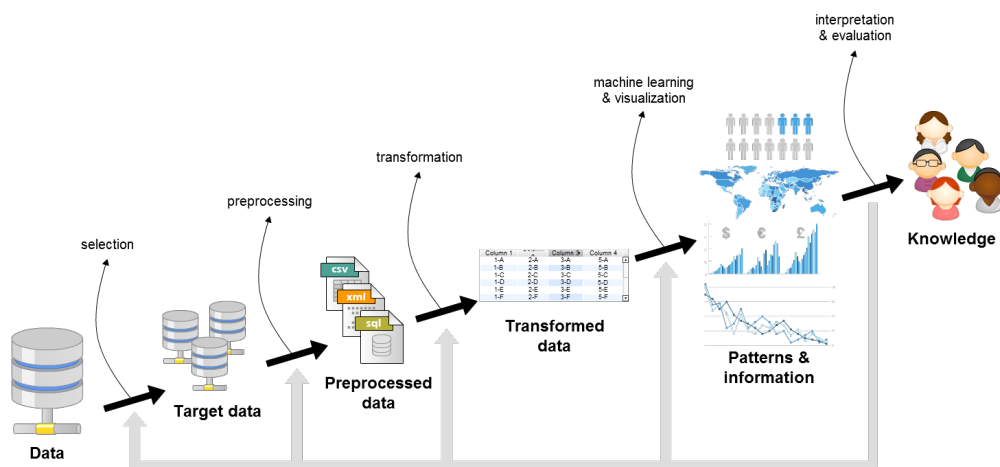 interpretation
& evaluation
machine learning
& visualization
transformation
preprocessing
selection
$ € £
Knowledge
Column 1 Column 3 Column 4
1-A 2-A 3-A 5-A
1-B 2-B 3-B 5-B
1-C 2-C 3-C 5-C
1-D 2-D 3-D 5-D
1-E 2-E 3-E 5-E
1-F 2-F 3-F 5-F
csv
xml
sql
Transformed
data
Patterns &
information
Preprocessed
data
Target data
Data